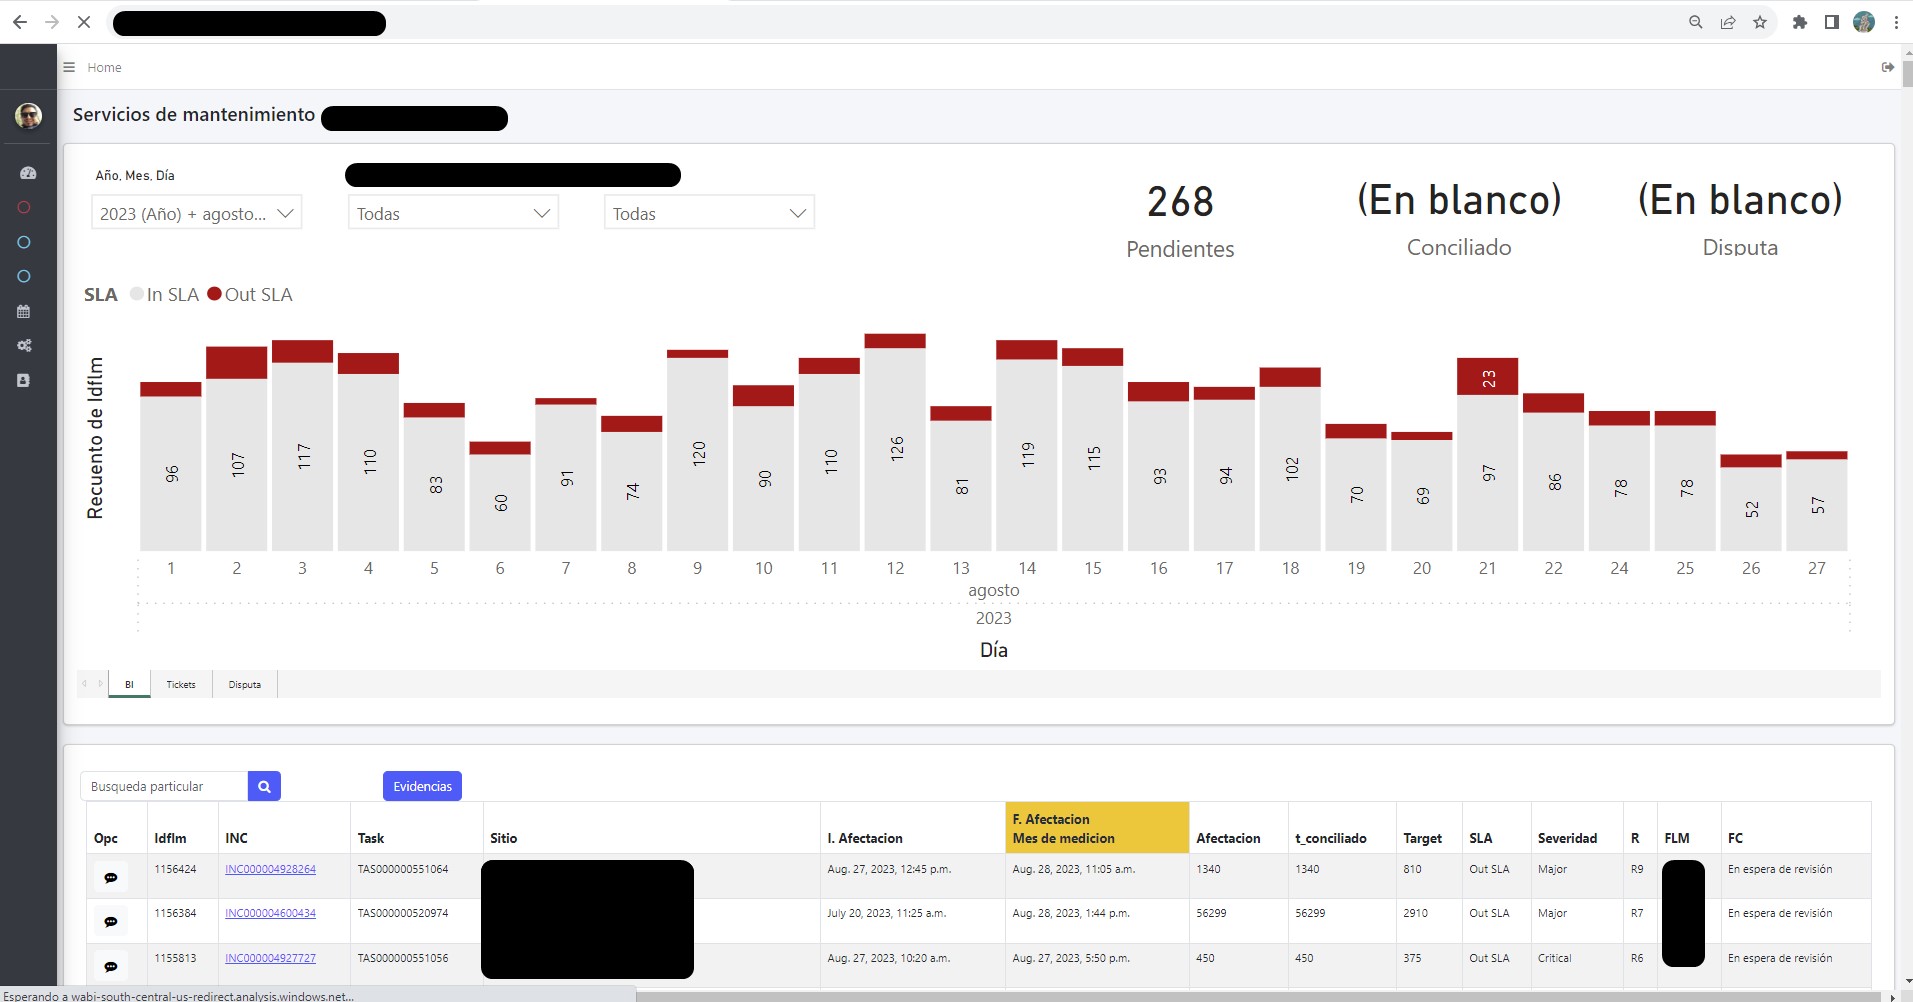 Home
Servicios de mantenimiento
Año, Mes, Día
2023 (Año) + agosto...
Todas
Todas
268
Pendientes
(En blanco)
Conciliado
(En blanco)
Disputa
SLA In SLA Out SLA
Recuento de Idflm
96 107 117 110 83 60 91 74 120 90 110 126 81 119 115 93 94 102 70 69 97 23 86 78 78 52 57
1 2 3 4 5 6 7 8 9 10 11 12 13 14 15 16 17 18 19 20 21 22 24 25 26 27
agosto
2023
Día
BI Tickets Disputa
Busqueda particular
Evidencias
F. Afectacion
Opc Idflm INC Task Sitio I. Afectacion Mes de medicion Afectacion t_conciliado Target SLA Severidad R FLM FC
1156424 INC000004928264 TAS000000551064 Aug. 27, 2023, 12:45 p.m. Aug. 28, 2023, 11:05 a.m. 1340 1340 810 Out SLA Major R9 En espera de revisión
1156384 INC000004600434 TAS000000520974 July 20, 2023, 11:25 a.m. Aug. 28, 2023, 1:44 p.m. 56299 56299 2910 Out SLA Major R7 En espera de revisión
1155813 INC000004927727 TAS000000551056 Aug. 27, 2023, 10:20 a.m. Aug. 27, 2023, 5:50 p.m. 450 450 375 Out SLA Critical R6 En espera de revisión
Esperando a wabi-south-central-us-redirect.analysis.windows.net...